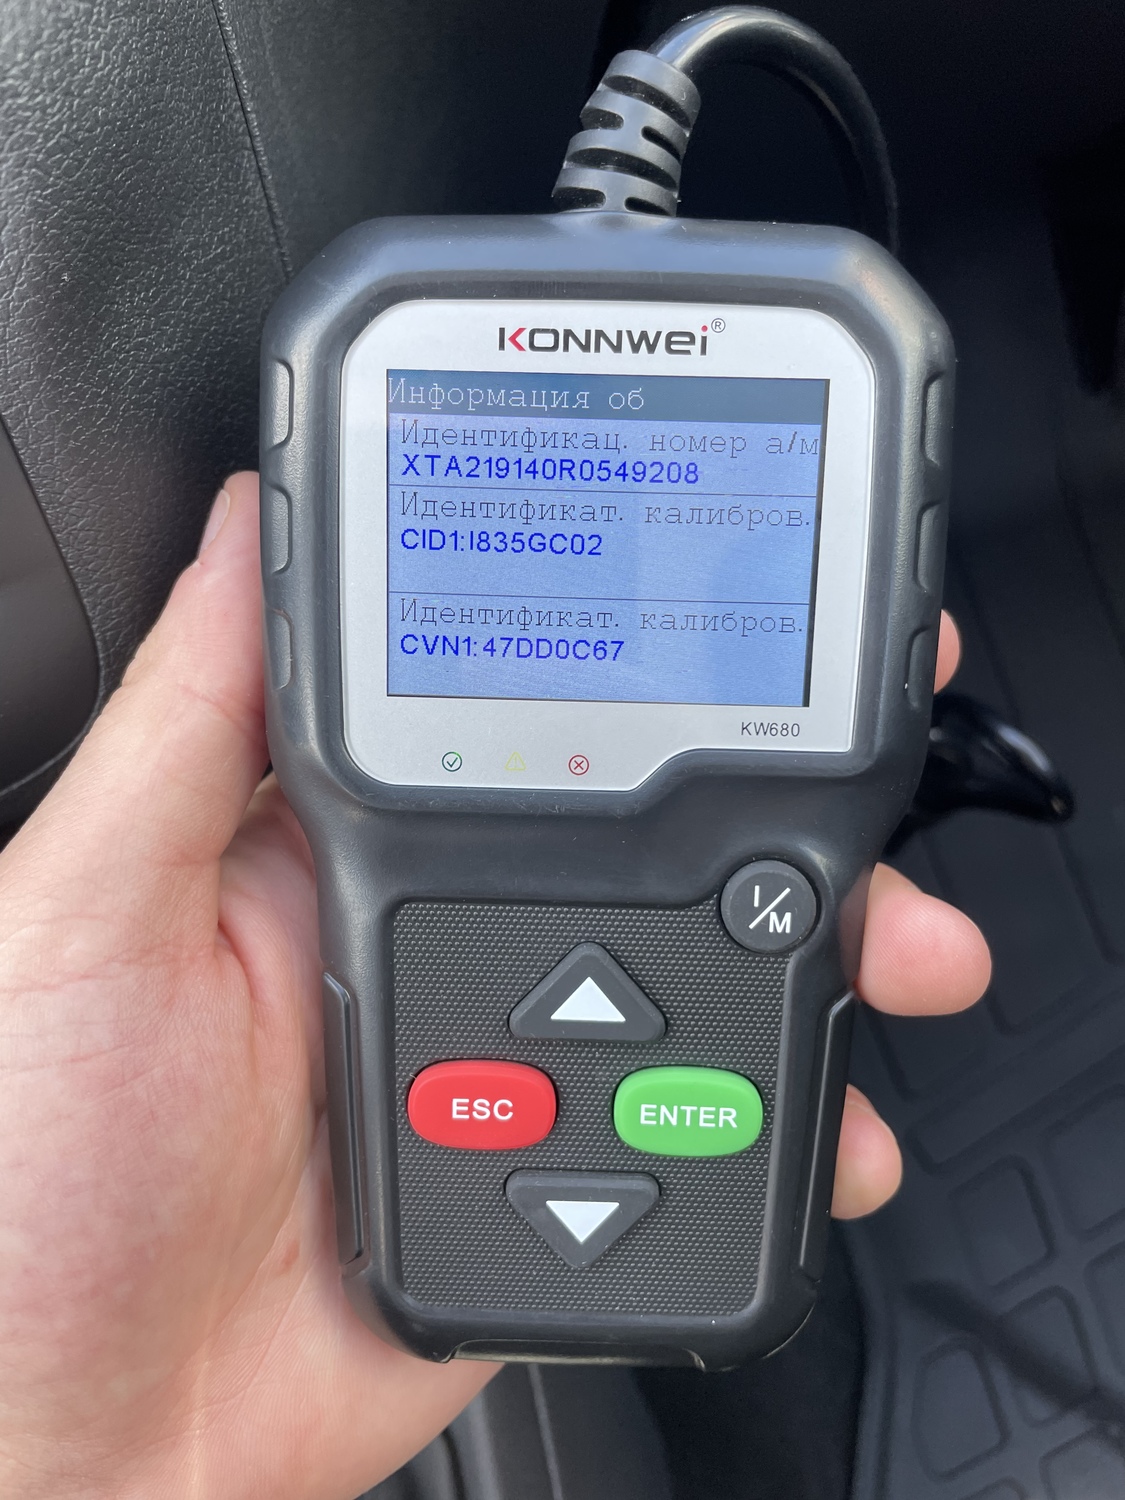 KONNWEI®
Информация об
Идентификац. номер а/м
XTA219140R0549208
Идентификат. калибров.
CID1:I835GC02
Идентификат. калибров.
CVN1:47DD0C67
KW680
I/M
ESC
ENTER